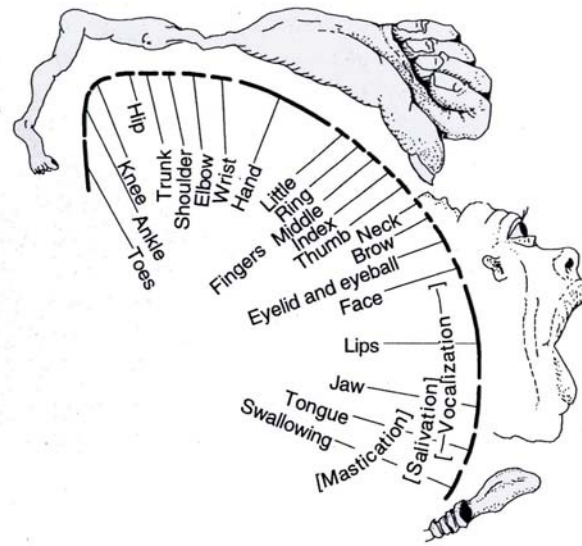 Toes
Ankle
Knee
Hip
Trunk
Shoulder
Elbow
Wrist
Hand
Little
Ring
Middle
Index
Thumb
Fingers
Neck
Brow
Eyelid and eyeball
Face
Lips
Jaw
Tongue
Swallowing
[Mastication]
[Salivation]
[Vocalization]